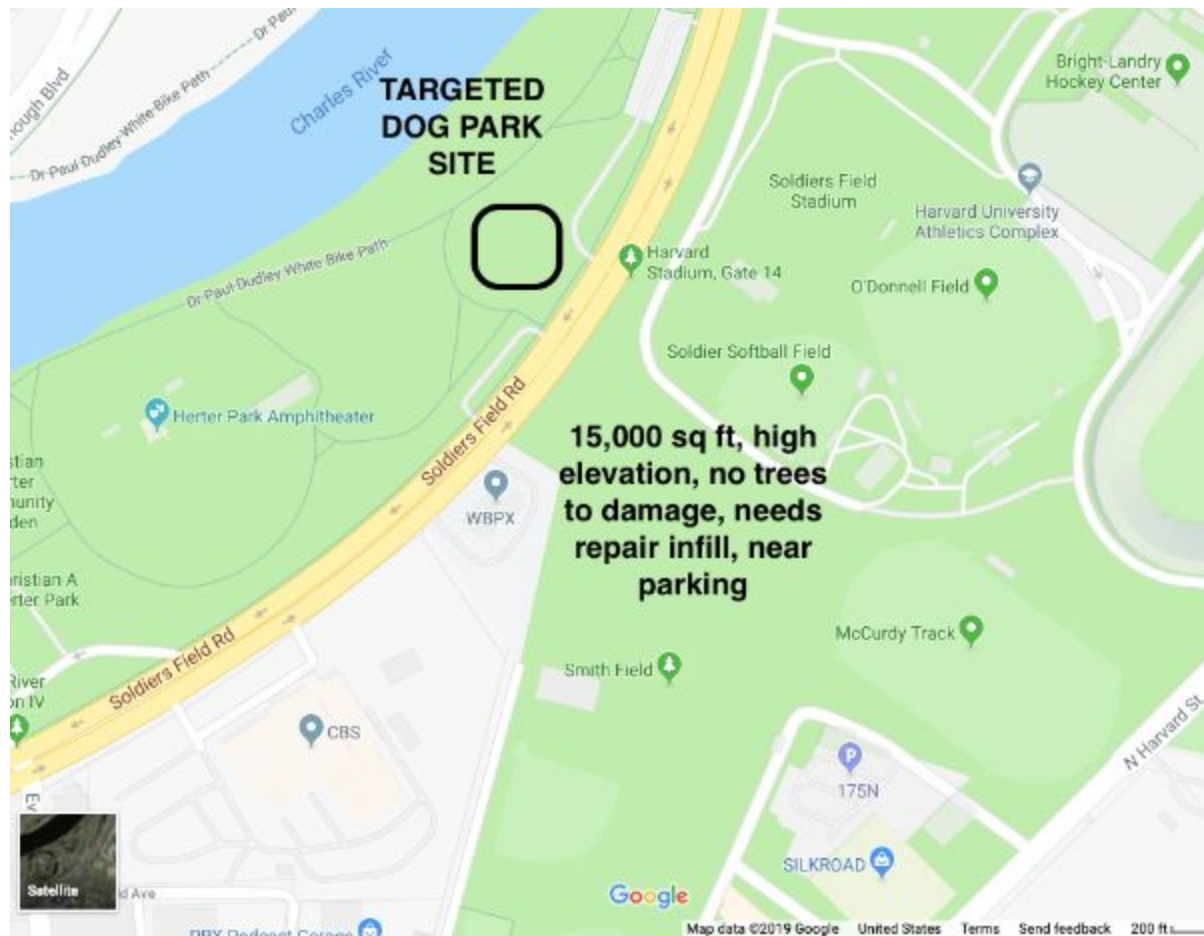 Dr Paul
Dr Paul Dudley White Bike Path
Charles River
TARGETED
DOG PARK
SITE
Bright-Landry
Hockey Center
Soldiers Field
Stadium
Harvard University
Athletics Complex
Dr Paul Dudley White Bike Path
Harvard
Stadium, Gate 14
O'Donnell Field
Soldier Softball Field
Herter Park Amphitheater
Soldiers Field Rd
15,000 sq ft, high
elevation, no trees
to damage, needs
repair infill, near
parking
WBPX
McCurdy Track
Smith Field
Soldiers Field Rd
CBS
N Harvard St
P
175N
SILKROAD
Satellite
Google
Map data ©2019 Google United States Terms Send feedback 200 ft